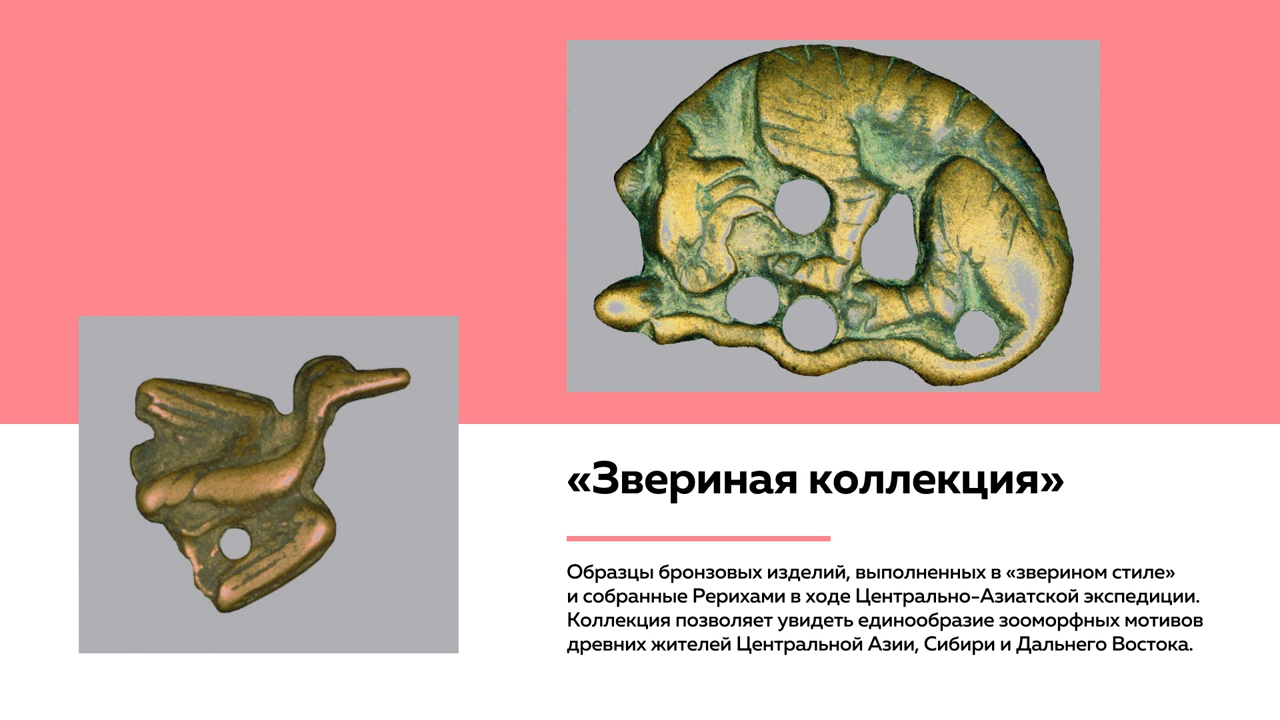 «Звериная коллекция»
Образцы бронзовых изделий, выполненных в «зверином стиле»
и собранные Рерихами в ходе Центрально-Азиатской экспедиции.
Коллекция позволяет увидеть единообразие зооморфных мотивов
древних жителей Центральной Азии, Сибири и Дальнего Востока.